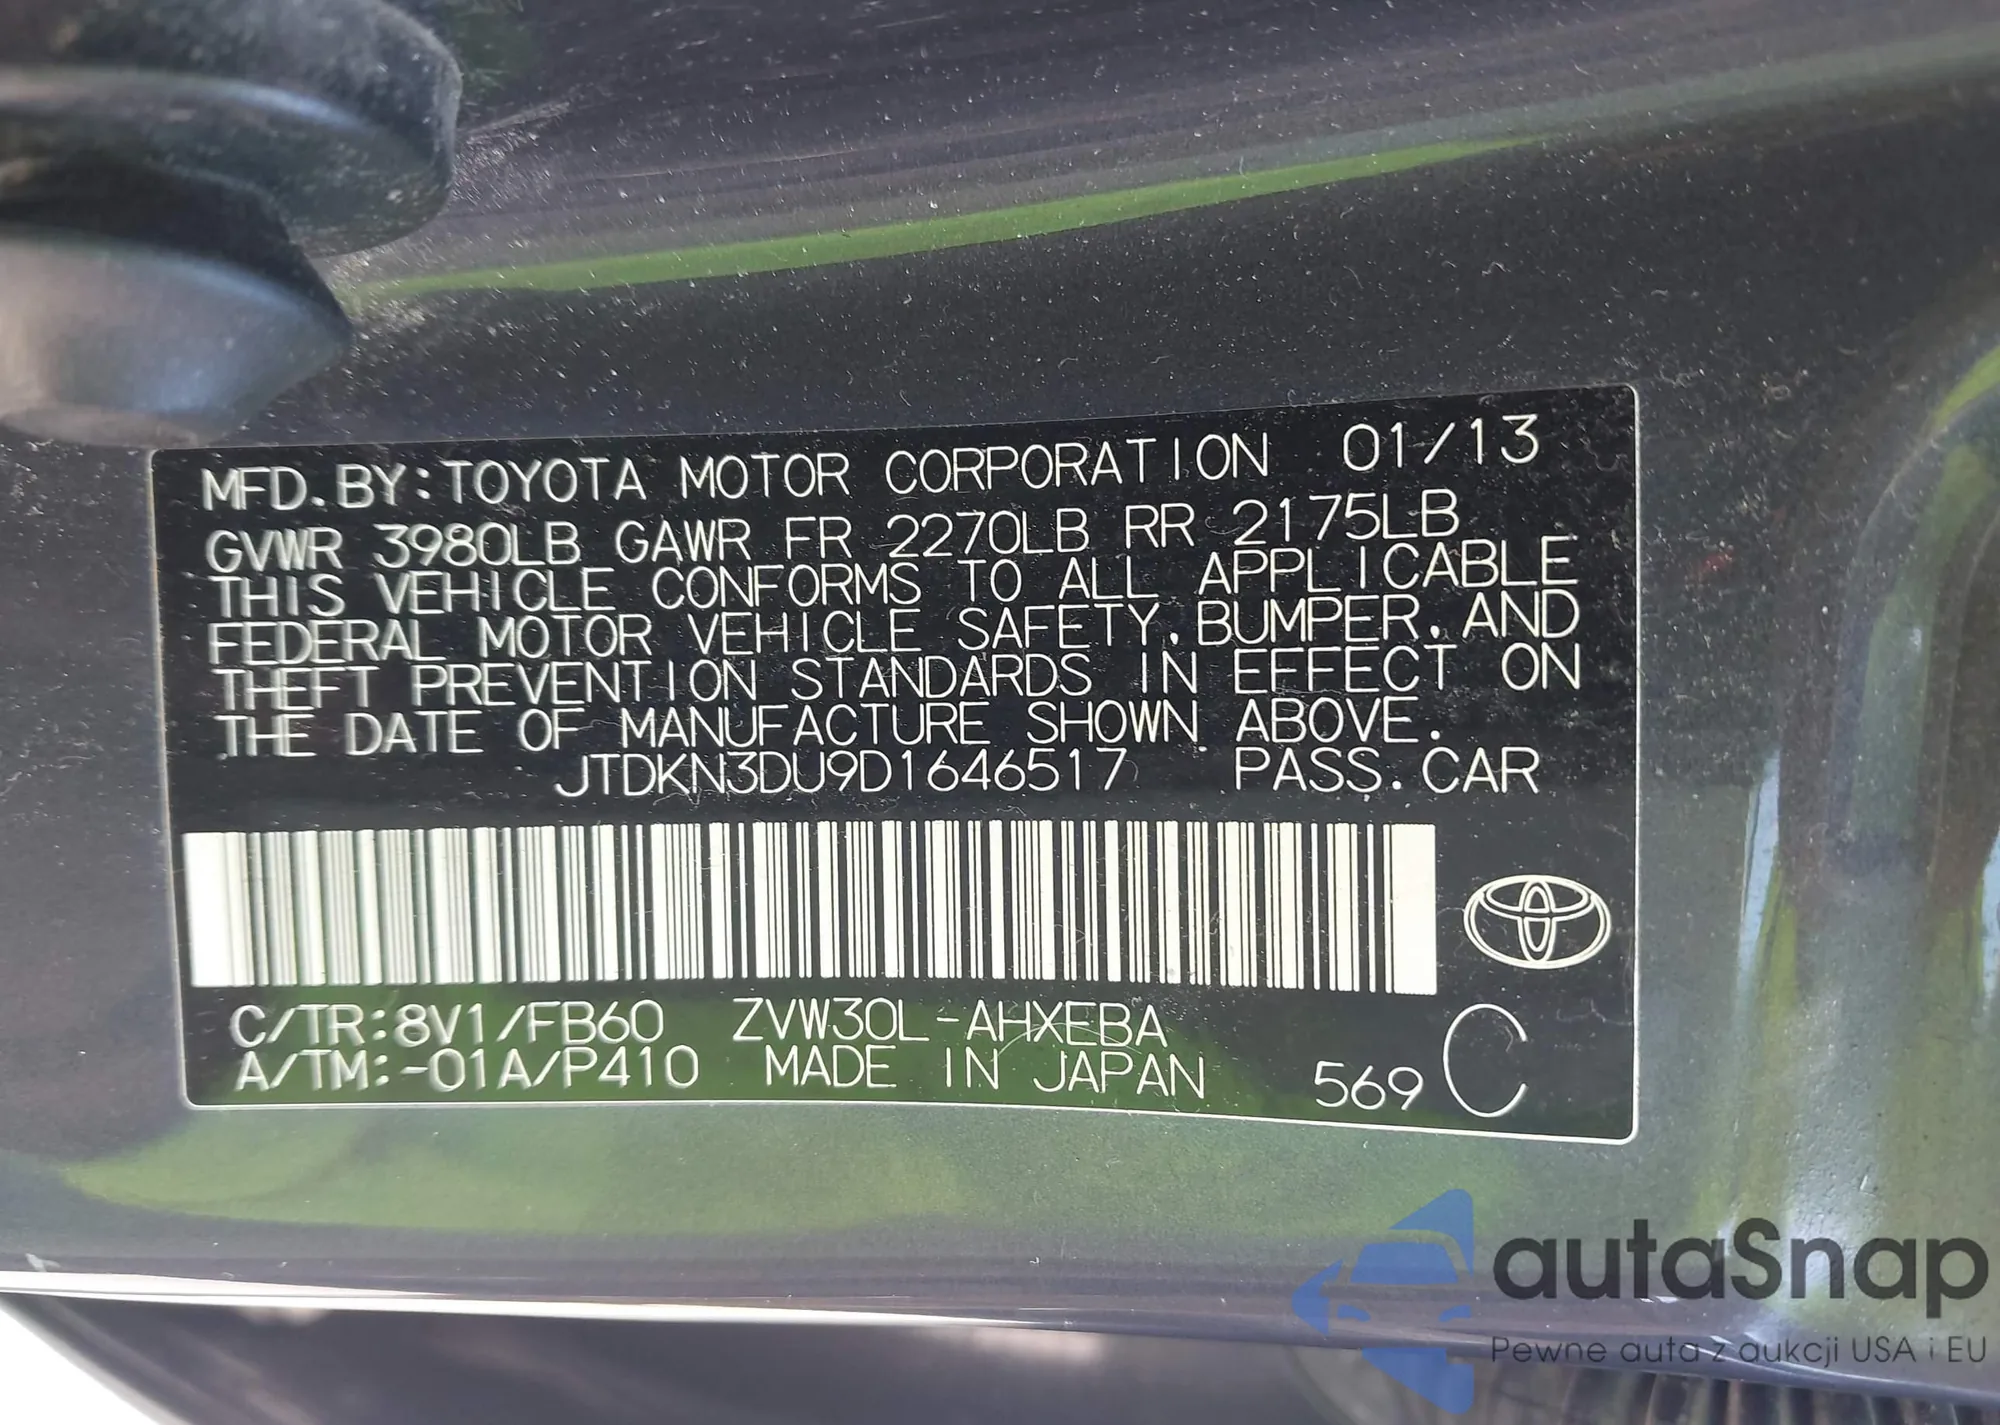 MFD. BY: TOYOTA MOTOR CORPORATION 01/13
GVWR 3980LB GAWR FR 2270LB RR 2175LB
THIS VEHICLE CONFORMS TO ALL APPLICABLE
FEDERAL MOTOR VEHICLE SAFETY, BUMPER, AND
THEFT PREVENTION STANDARDS IN EFFECT ON
THE DATE OF MANUFACTURE SHOWN ABOVE.
JTDKN3DU9D1646517 PASS. CAR
C/TR: 8V1/FB60 ZVW30L-AHXEBA
A/TM: -01A/P410 MADE IN JAPAN 569 C
autaSnap
Pewne auta z aukcji USA i EU